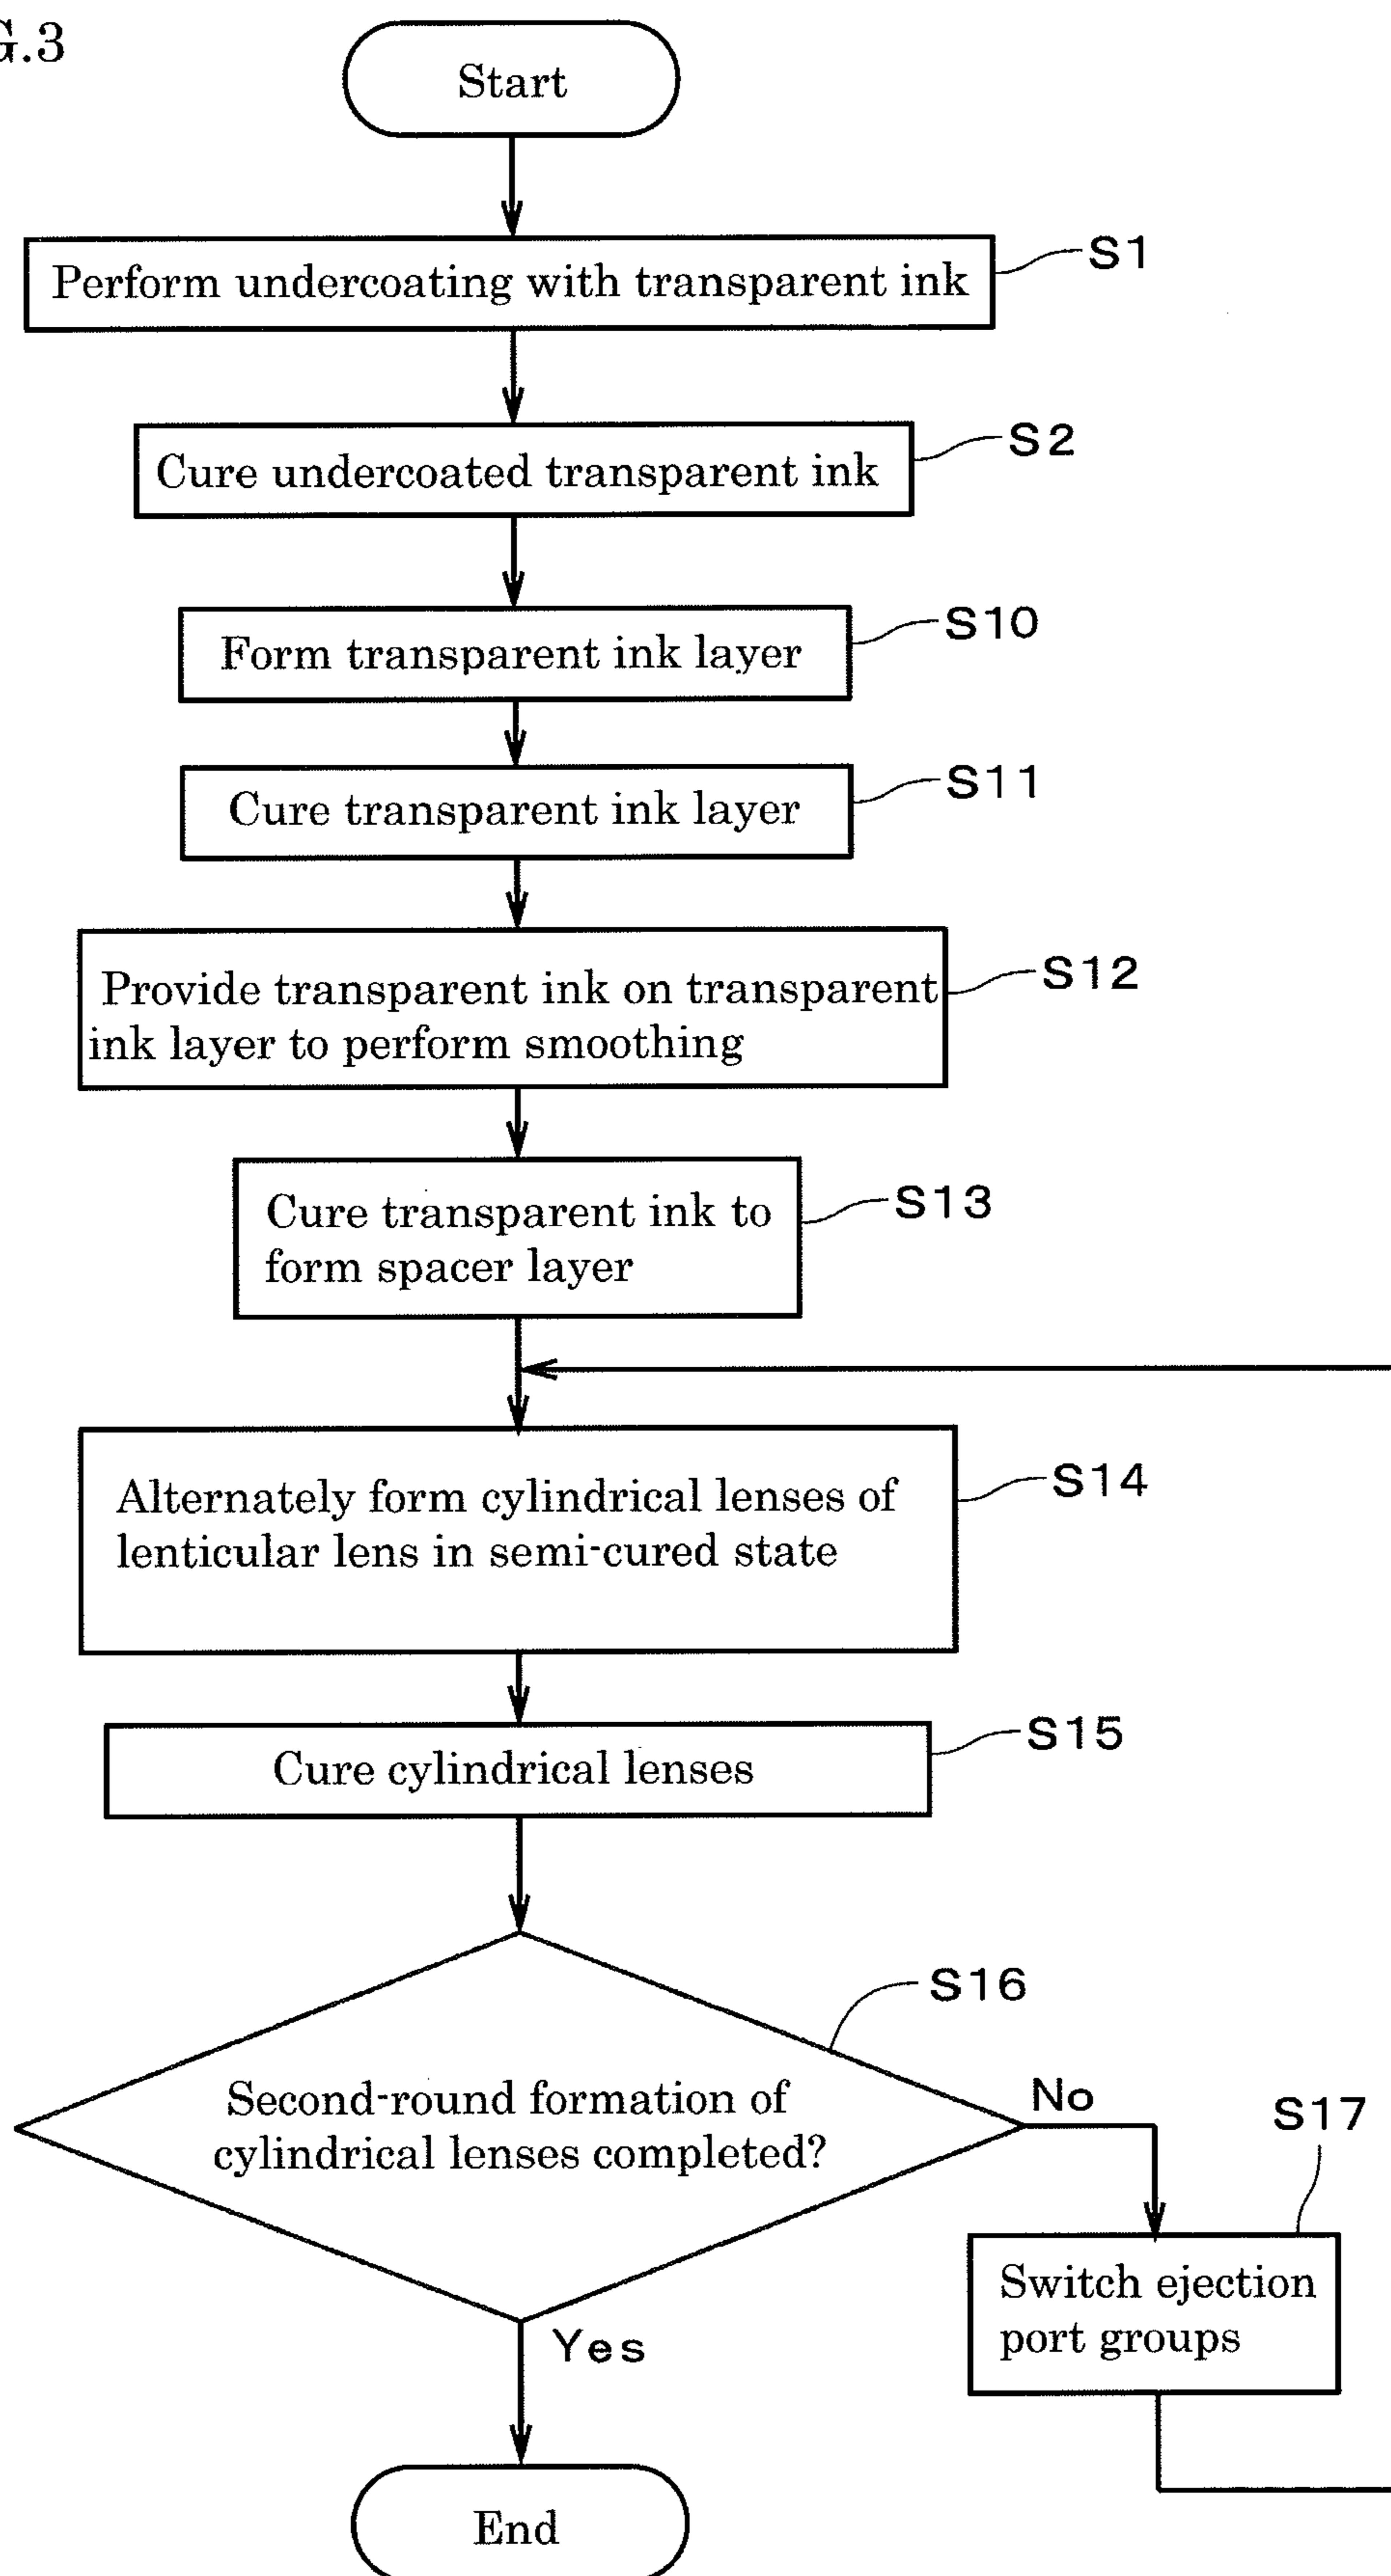 G.3
Start
Perform undercoating with transparent ink
S1
Cure undercoated transparent ink
S2
Form transparent ink layer
S10
Cure transparent ink layer
S11
Provide transparent ink on transparent
ink layer to perform smoothing
S12
Cure transparent ink to
form spacer layer
S13
Alternately form cylindrical lenses of
lenticular lens in semi-cured state
S14
Cure cylindrical lenses
S15
S16
Second-round formation of
cylindrical lenses completed?
No
S17
Switch ejection
port groups
Yes
End